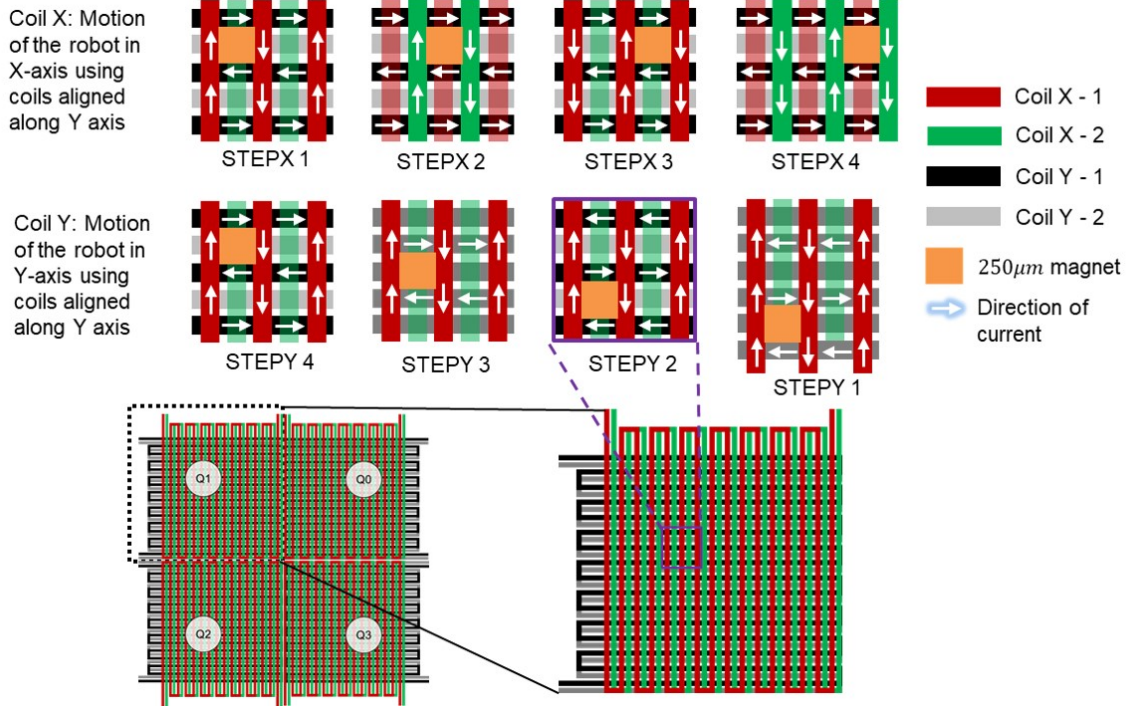 Coil X: Motion
of the robot in
X-axis using
coils aligned
along Y axis
STEPX 1
STEPX 2
STEPX 3
STEPX 4
Coil X - 1
Coil X - 2
Coil Y - 1
Coil Y - 2
250μm magnet
Direction of
current
Coil Y: Motion
of the robot in
Y-axis using
coils aligned
along Y axis
STEPY 4
STEPY 3
STEPY 2
STEPY 1
Q1
Q0
Q2
Q3